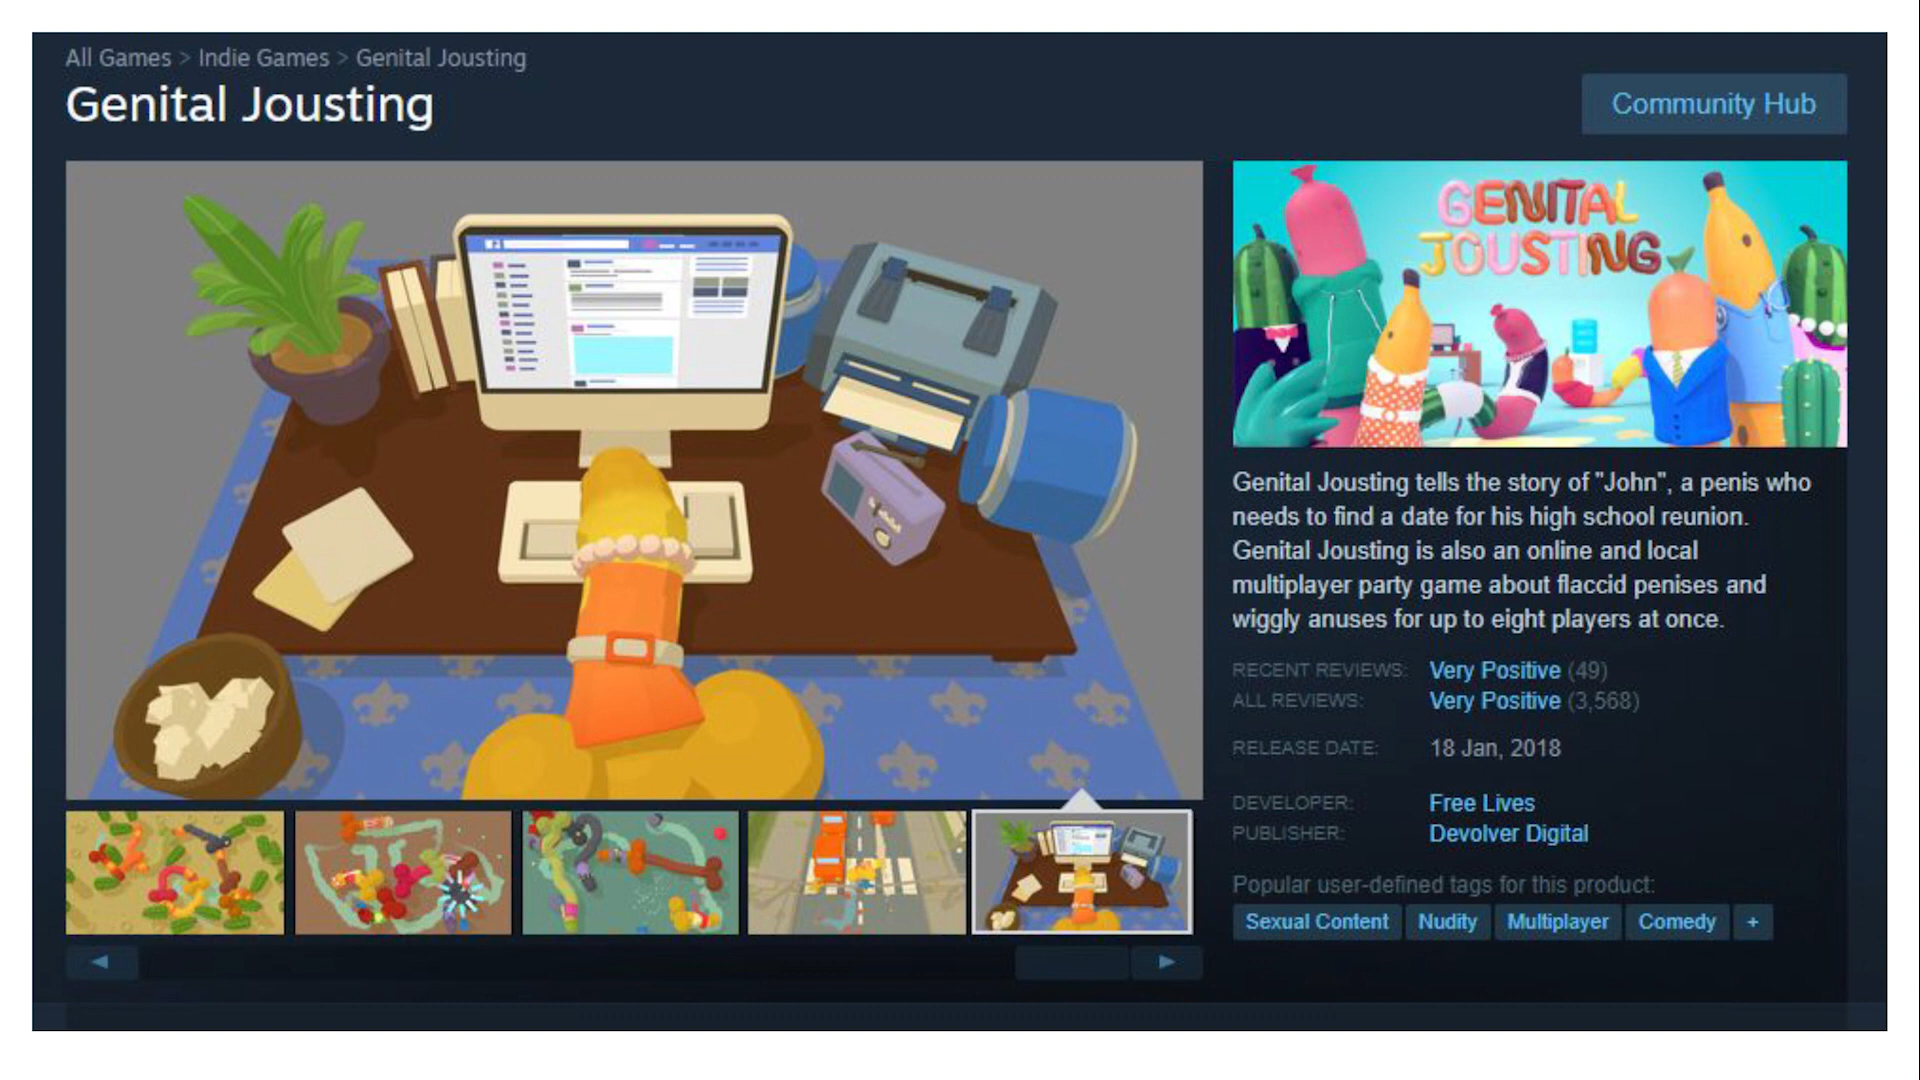 All Games > Indie Games > Genital Jousting
Genital Jousting
Community Hub
GENITAL
JOUSTING
Genital Jousting tells the story of "John", a penis who
needs to find a date for his high school reunion.
Genital Jousting is also an online and local
multiplayer party game about flaccid penises and
wiggly anuses for up to eight players at once.
RECENT REVIEWS: Very Positive (49)
ALL REVIEWS: Very Positive (3,568)
RELEASE DATE: 18 Jan, 2018
DEVELOPER: Free Lives
PUBLISHER: Devolver Digital
Popular user-defined tags for this product:
Sexual Content Nudity Multiplayer Comedy +